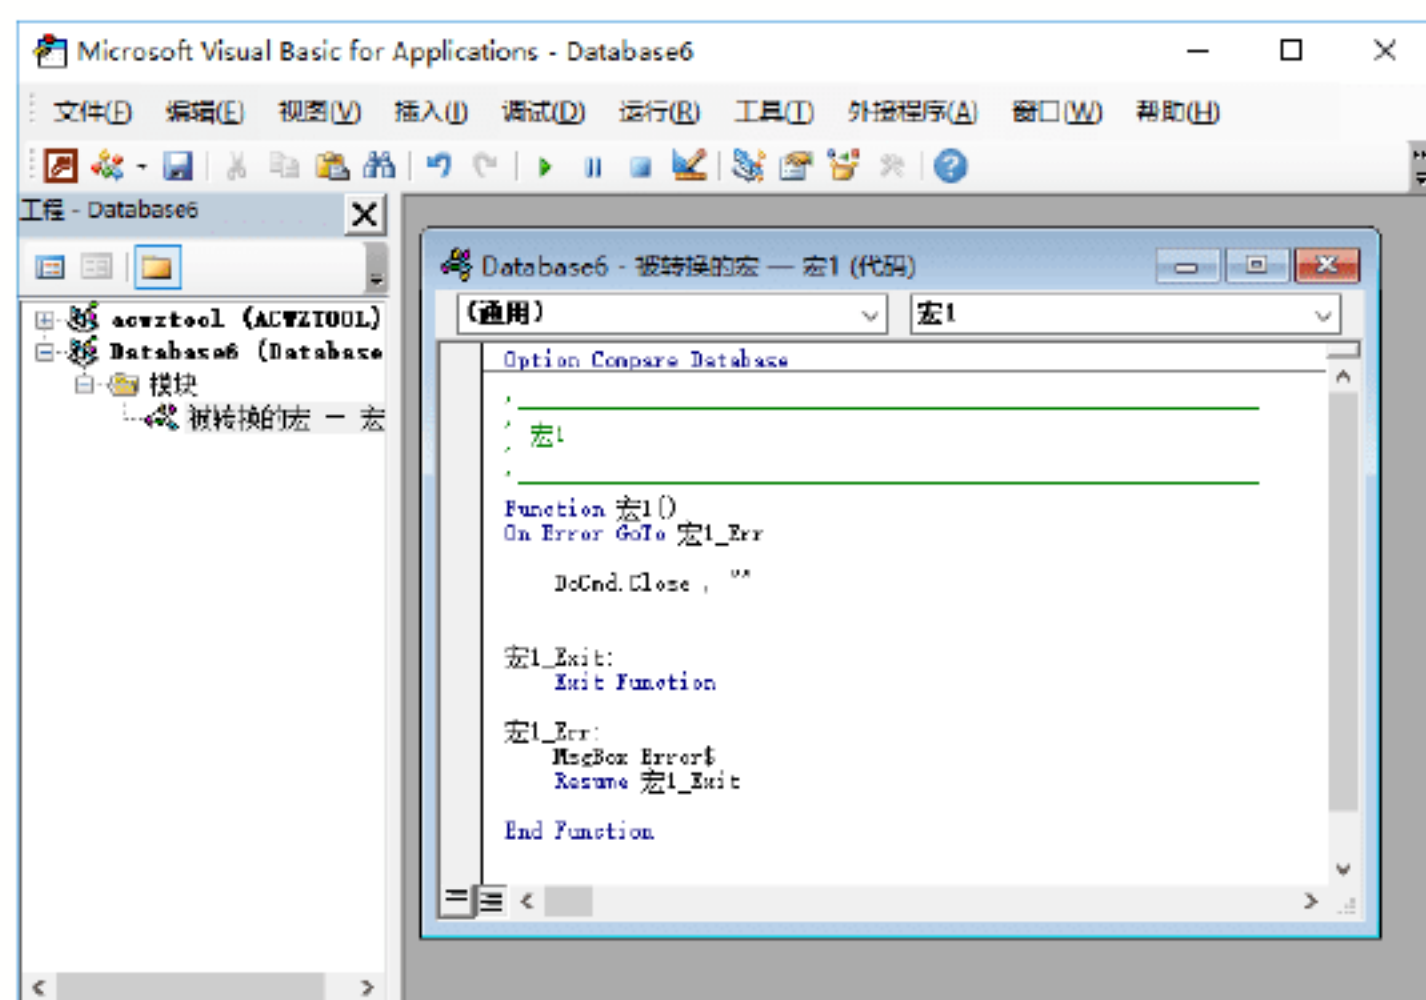 Microsoft Visual Basic for Applications - Database6
文件(F) 编辑(E) 视图(V) 插入(I) 调试(D) 运行(R) 工具(T) 外接程序(A) 窗口(W) 帮助(H)
工程 - Database6
acwztool (ACWZTOOL)
Database6 (Database
模块
被转换的宏 — 宏
Database6 - 被转换的宏 — 宏1 (代码)
(通用) 宏1
Option Compare Database
'
' 宏1
'
'
Function 宏1()
On Error GoTo 宏1_Err
DoCmd.Close , ""
宏1_Exit:
Exit Function
宏1_Err:
MsgBox Error$
Resume 宏1_Exit
End Function